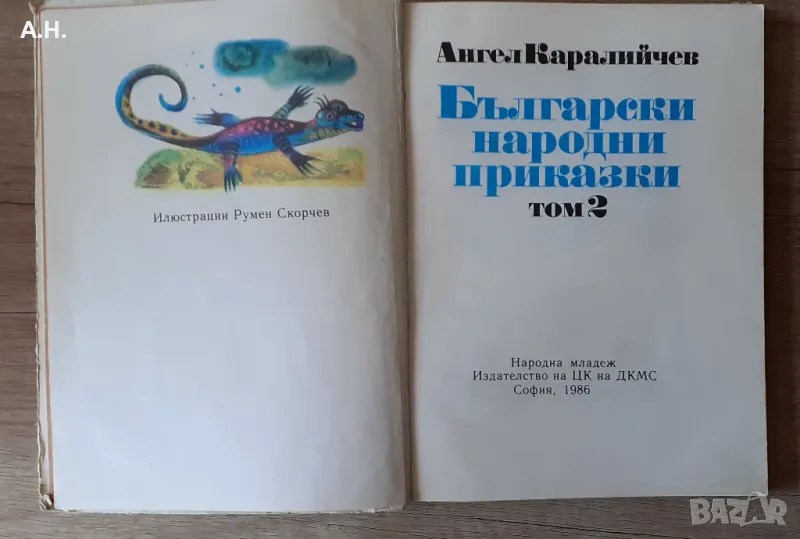 А.Н.
Илюстрации Румен Скорчев
Ангел Каралийчев
Български
народни
приказки
том 2
Народна младеж
Издателство на ЦК на ДКМС
София, 1986
BAZAR